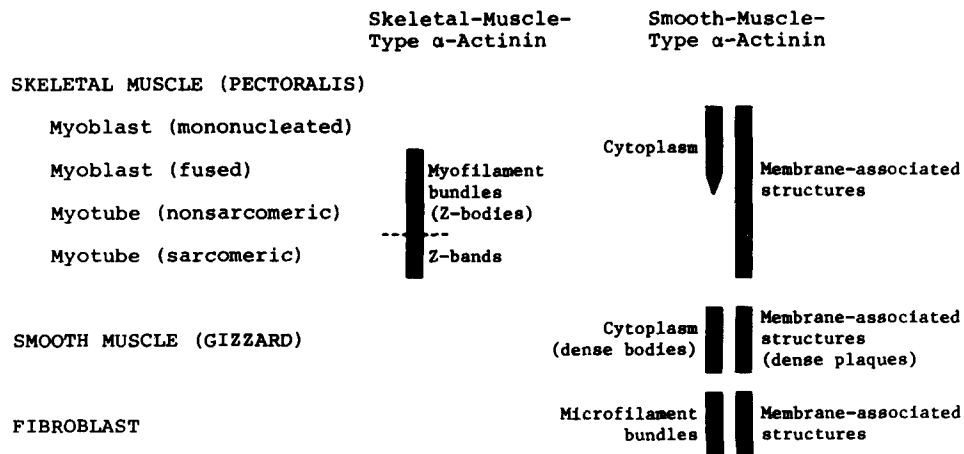 Skeletal-Muscle-
Type α-Actinin
Smooth-Muscle-
Type α-Actinin
SKELETAL MUSCLE (PECTORALIS)
Myoblast (mononucleated)
Myoblast (fused)
Myotube (nonsarcomeric)
Myotube (sarcomeric)
Myofilament
bundles
(Z-bodies)
Z-bands
Cytoplasm
Membrane-associated
structures
SMOOTH MUSCLE (GIZZARD)
Cytoplasm
(dense bodies)
Membrane-associated
structures
(dense plaques)
FIBROBLAST
Microfilament
bundles
Membrane-associated
structures